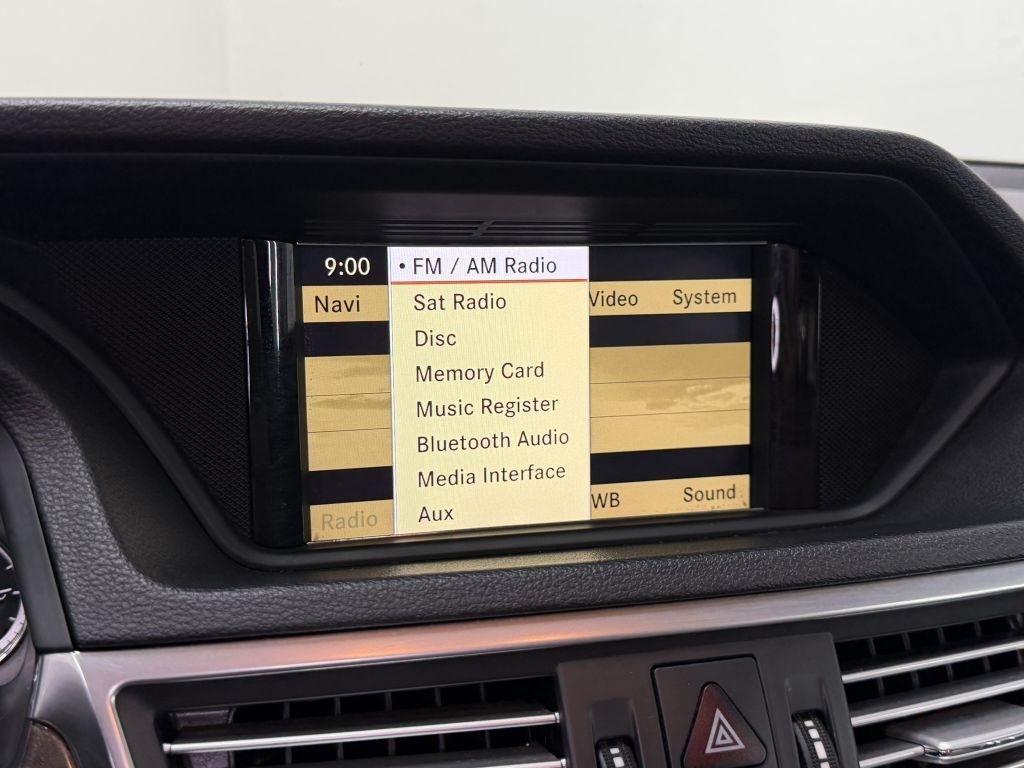 9:00
• FM / AM Radio
Navi
Sat Radio
Video
System
Disc
Memory Card
Music Register
Bluetooth Audio
Media Interface
Radio
Aux
WB
Sound